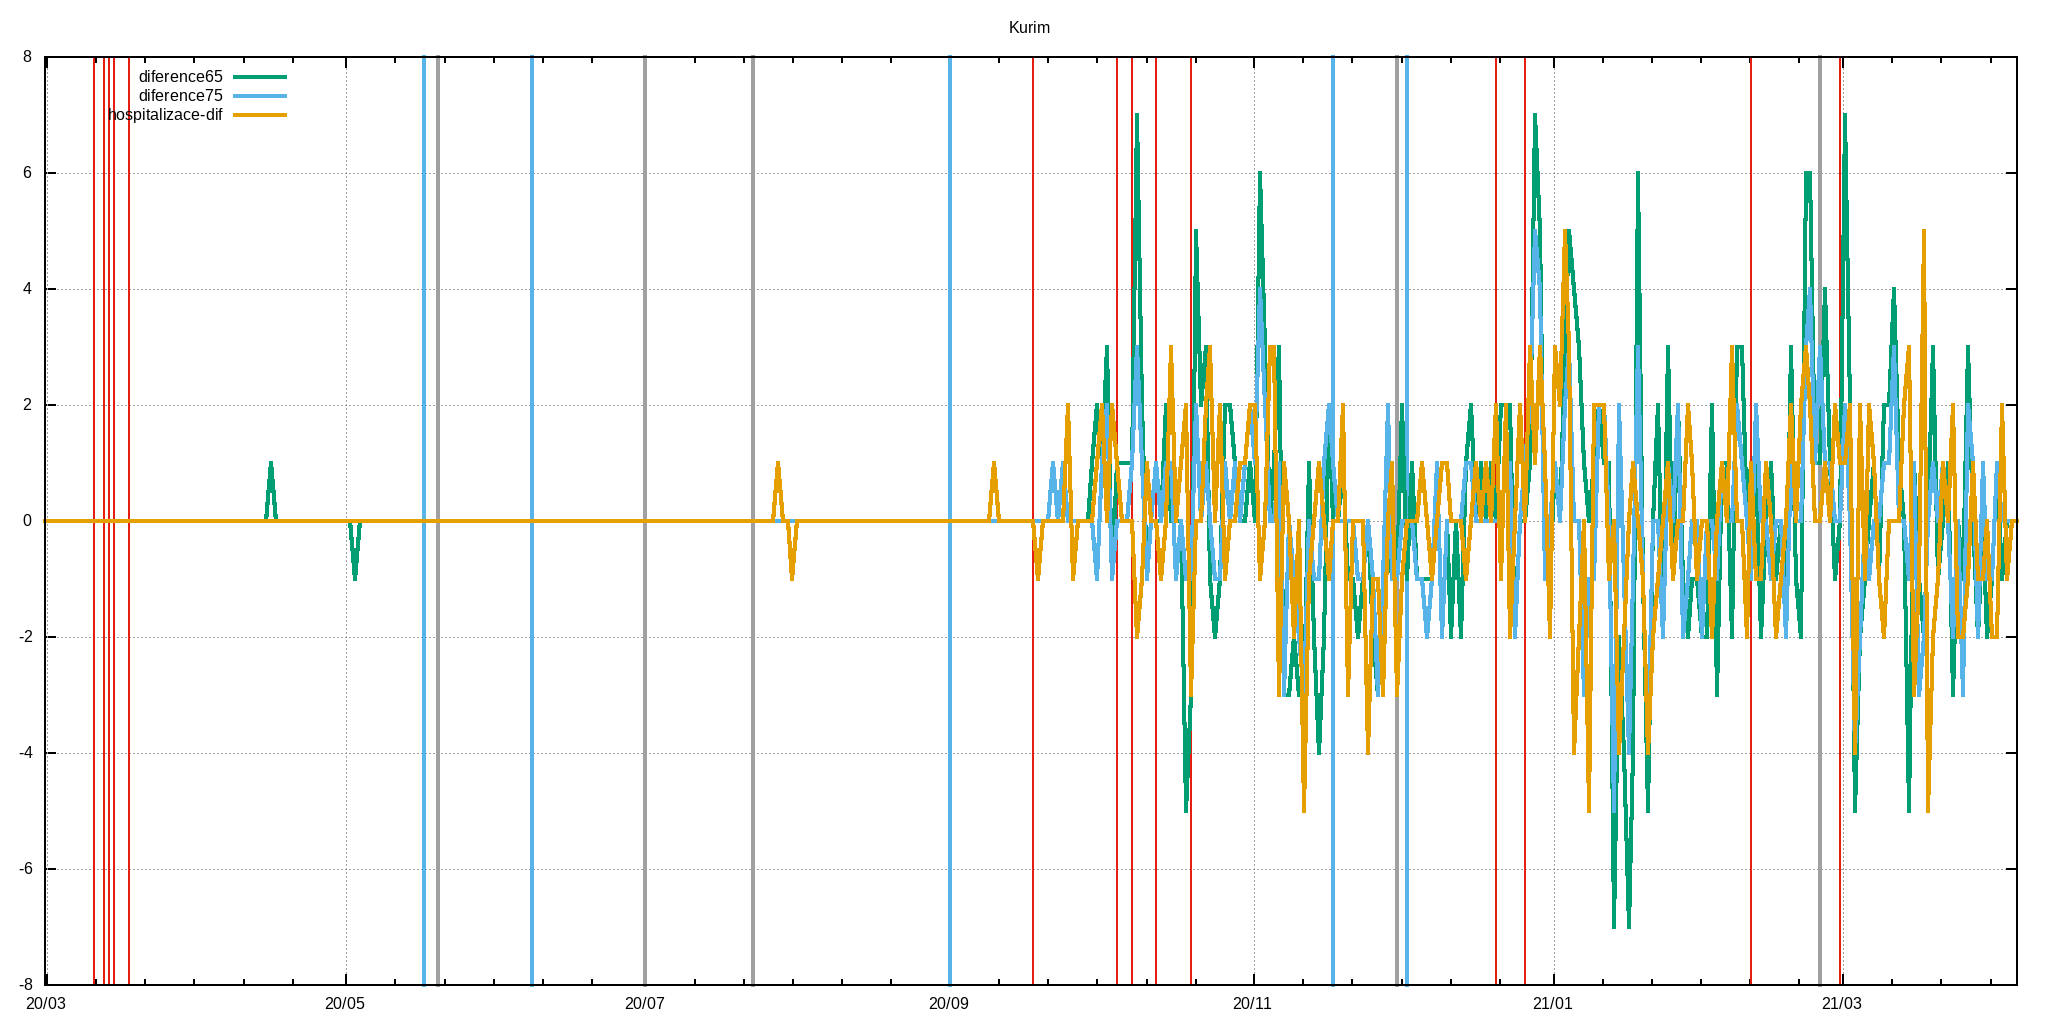 Kurim
diference65
diference75
hospitalizace-dif
8
6
4
2
0
-2
-4
-6
-8
20/03 20/05 20/07 20/09 20/11 21/01 21/03